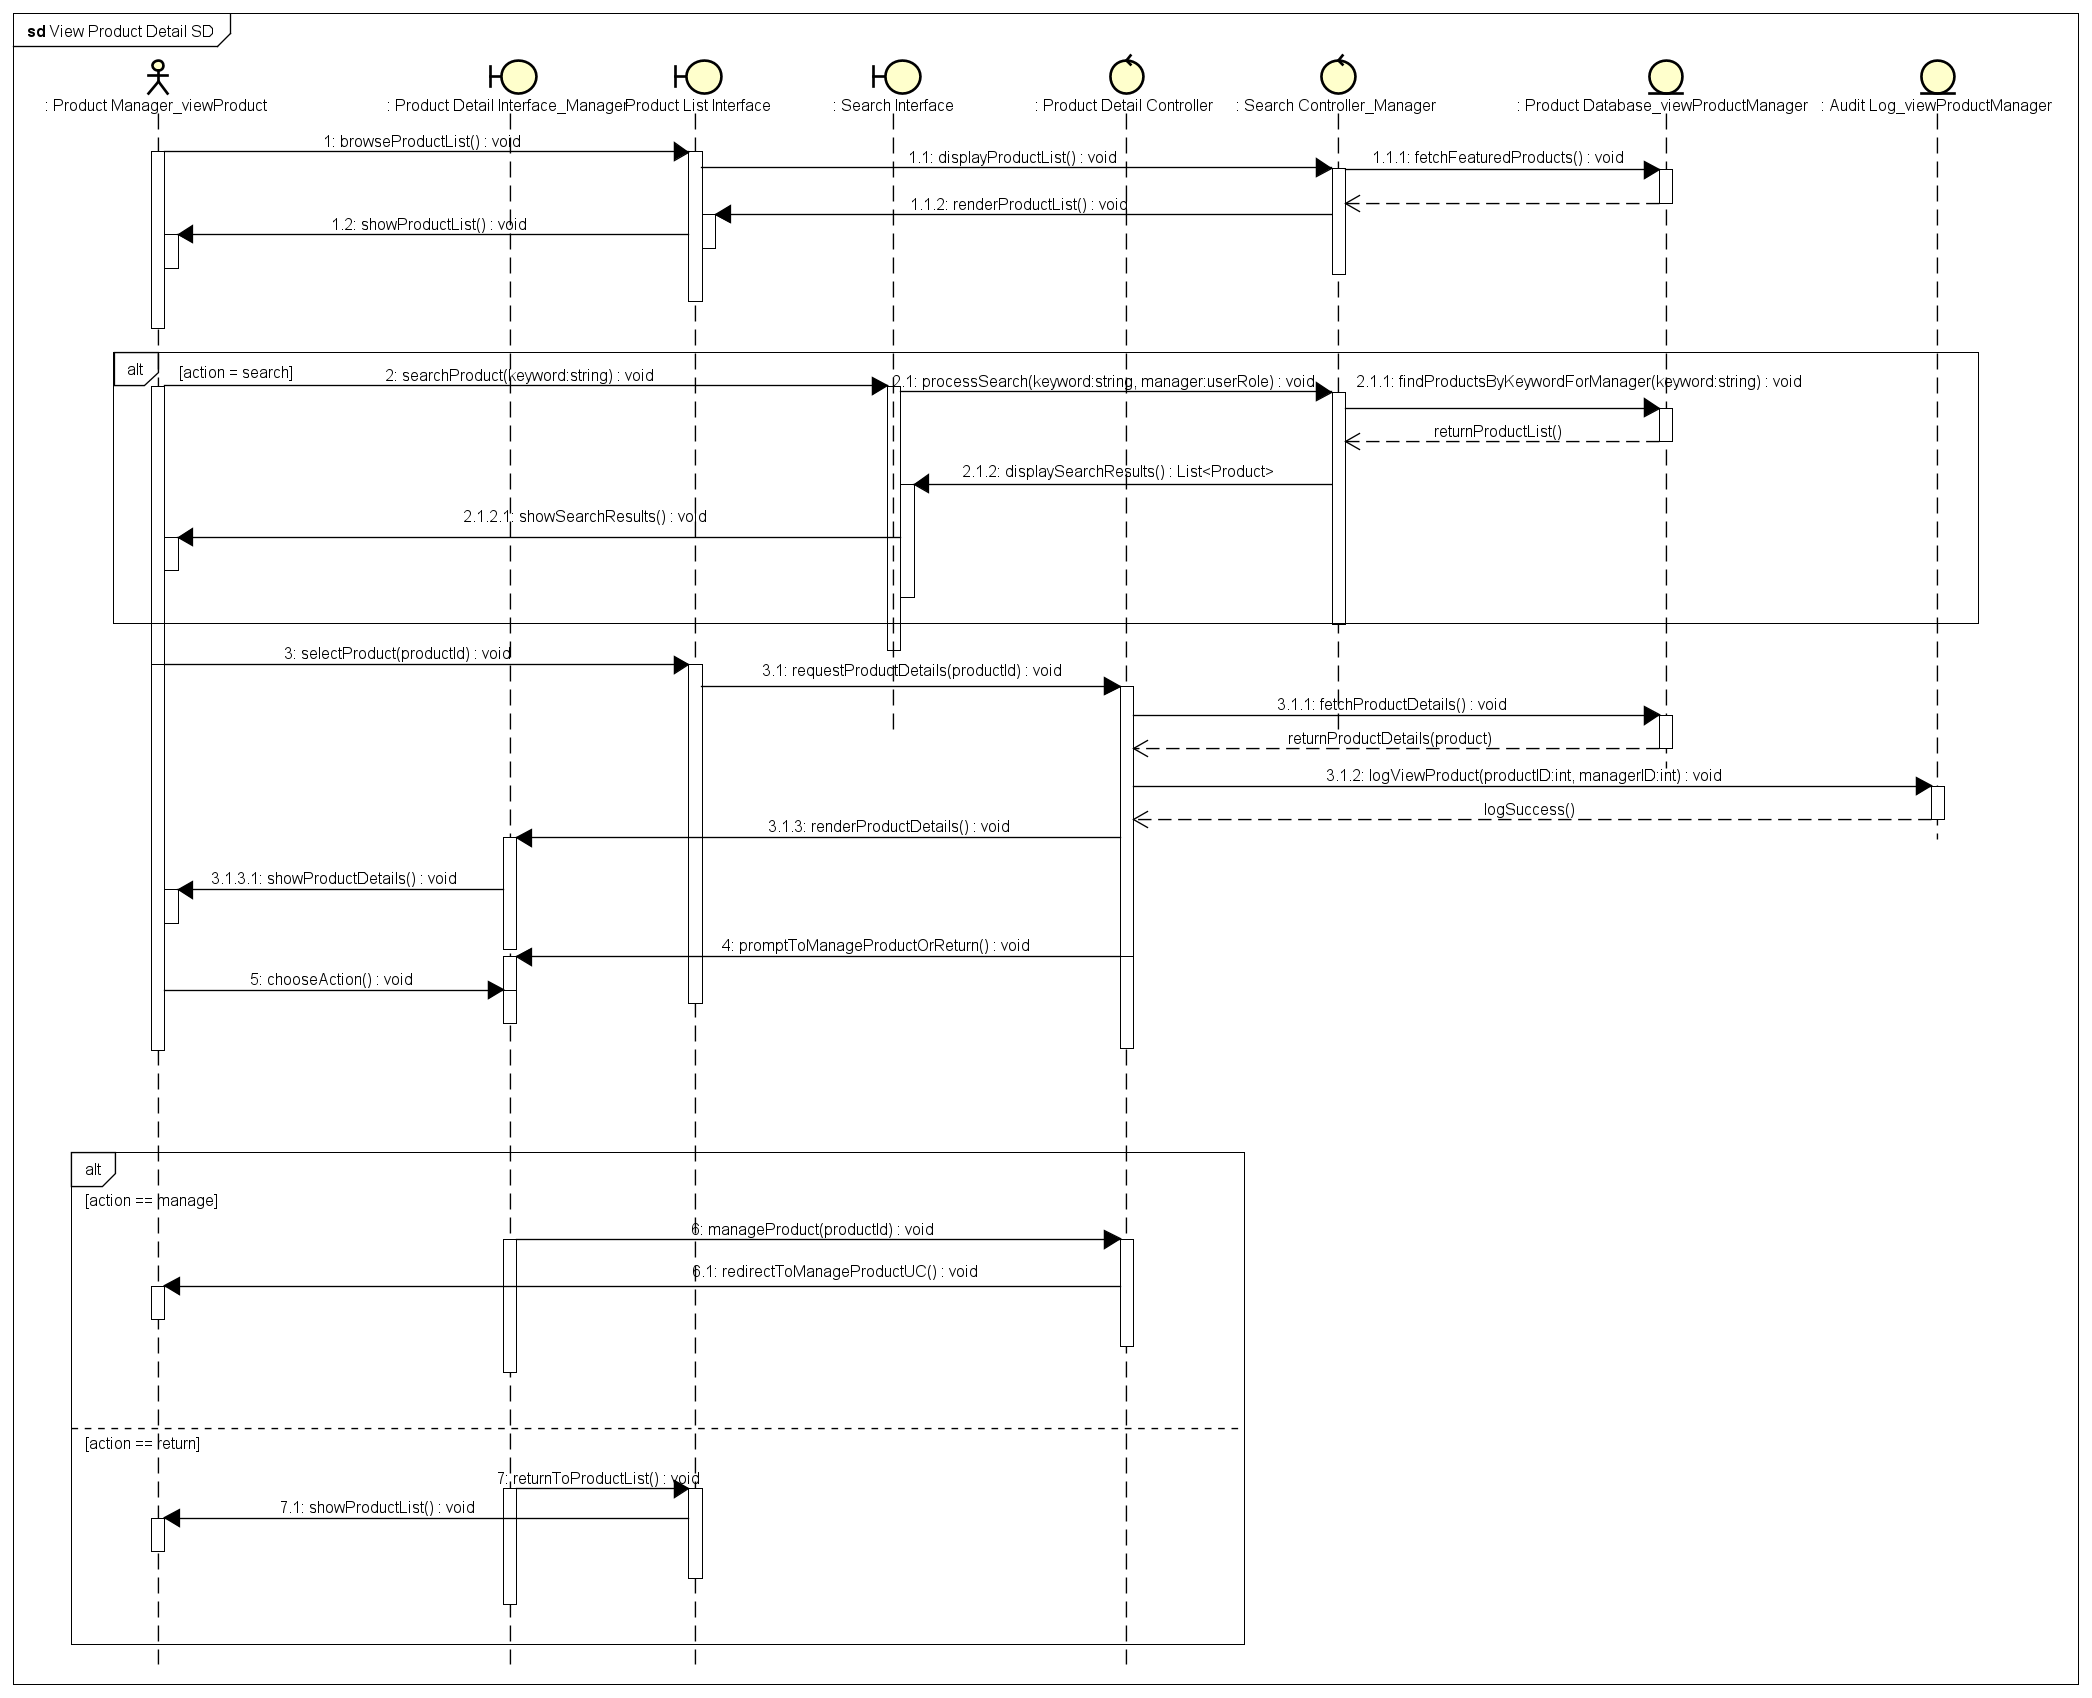 sd View Product Detail SD
: Product Manager_viewProduct
: Product Detail Interface_Manager
Product List Interface
: Search Interface
: Product Detail Controller
: Search Controller_Manager
: Product Database_viewProductManager
: Audit Log_viewProductManager
1: browseProductList() : void
1.1: displayProductList() : void
1.1.1: fetchFeaturedProducts() : void
1.1.2: renderProductList() : void
1.2: showProductList() : void
alt
[action = search]
2: searchProduct(keyword:string) : void
2.1: processSearch(keyword:string, manager:userRole) : void
2.1.1: findProductsByKeywordForManager(keyword:string) : void
returnProductList()
2.1.2: displaySearchResults() : List<Product>
2.1.2.1: showSearchResults() : void
3: selectProduct(productId) : void
3.1: requestProductDetails(productId) : void
3.1.1: fetchProductDetails() : void
returnProductDetails(product)
3.1.2: logViewProduct(productID:int, managerID:int) : void
logSuccess()
3.1.3: renderProductDetails() : void
3.1.3.1: showProductDetails() : void
4: promptToManageProductOrReturn() : void
5: chooseAction() : void
alt
[action == manage]
6: manageProduct(productId) : void
6.1: redirectToManageProductUC() : void
[action == return]
7: returnToProductList() : void
7.1: showProductList() : void